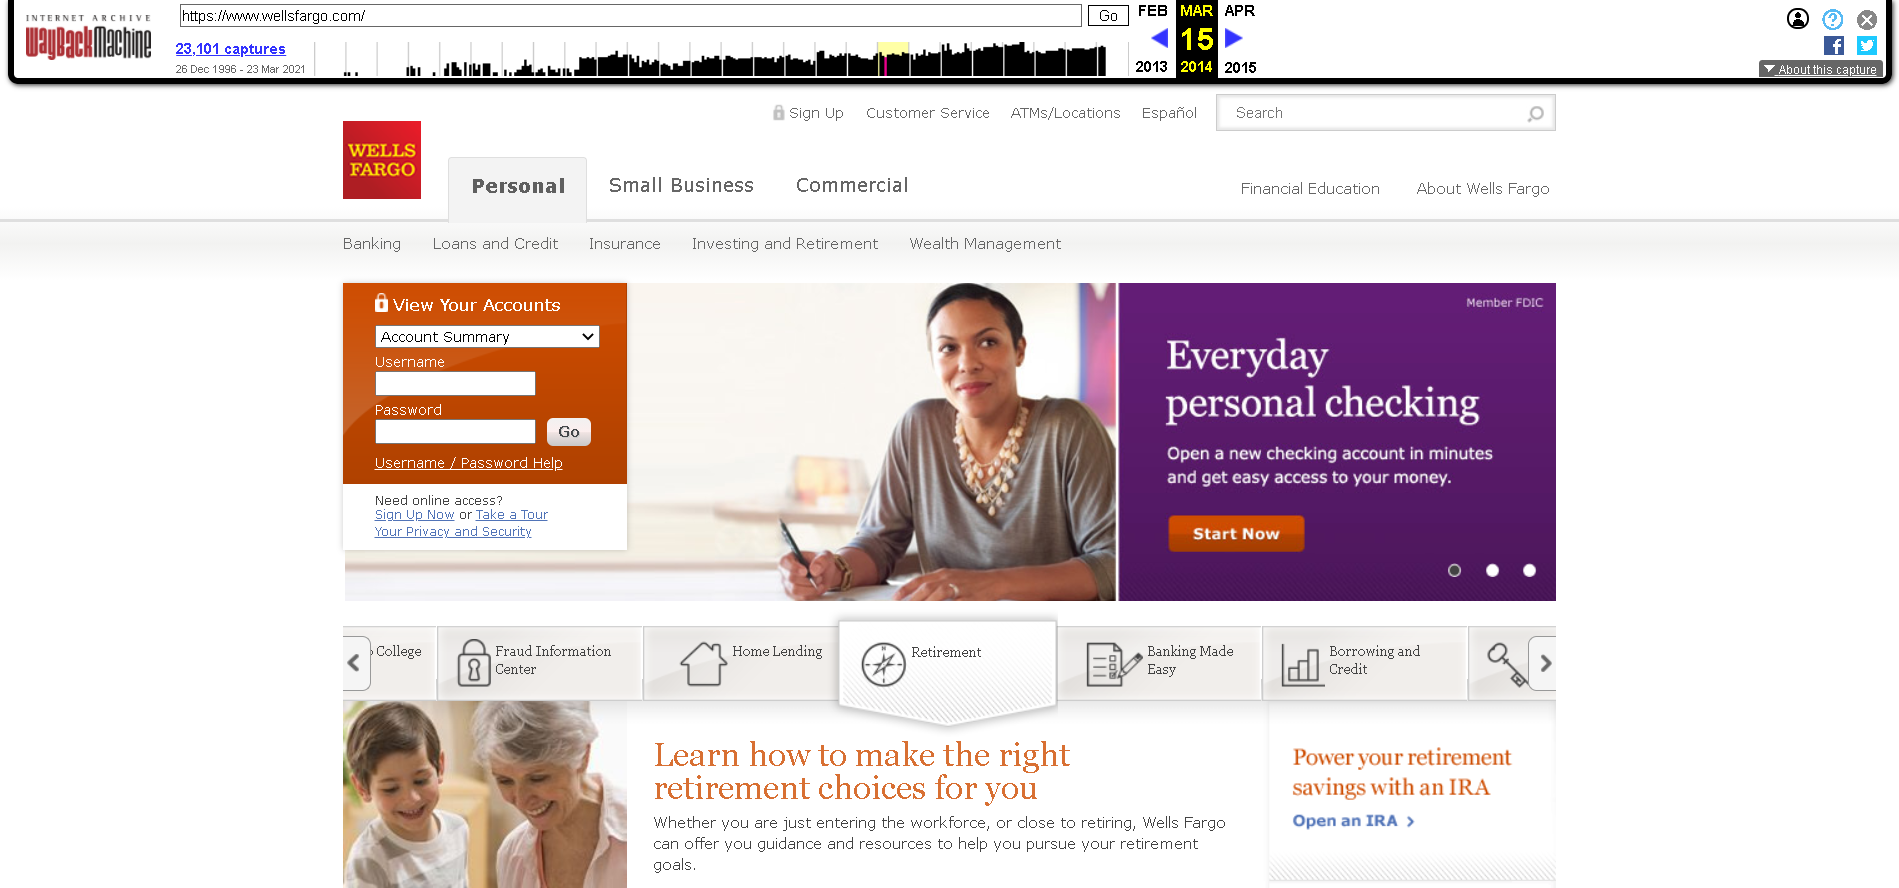 INTERNET ARCHIVE
WayBackMachine
https://www.wellsfargo.com/
Go
FEB
MAR
APR
23,101 captures
15
26 Dec 1996 - 23 Mar 2021
2013
2014
2015
About this capture
Sign Up
Customer Service
ATMs/Locations
Español
Search
WELLS
FARGO
Personal
Small Business
Commercial
Financial Education
About Wells Fargo
Banking
Loans and Credit
Insurance
Investing and Retirement
Wealth Management
View Your Accounts
Account Summary
Username
Password
Go
Username / Password Help
Need online access?
Sign Up Now or Take a Tour
Your Privacy and Security
Member FDIC
Everyday
personal checking
Open a new checking account in minutes
and get easy access to your money.
Start Now
College
Fraud Information
Center
Home Lending
Retirement
Banking Made
Easy
Borrowing and
Credit
Learn how to make the right
retirement choices for you
Whether you are just entering the workforce, or close to retiring, Wells Fargo
can offer you guidance and resources to help you pursue your retirement
goals.
Power your retirement
savings with an IRA
Open an IRA